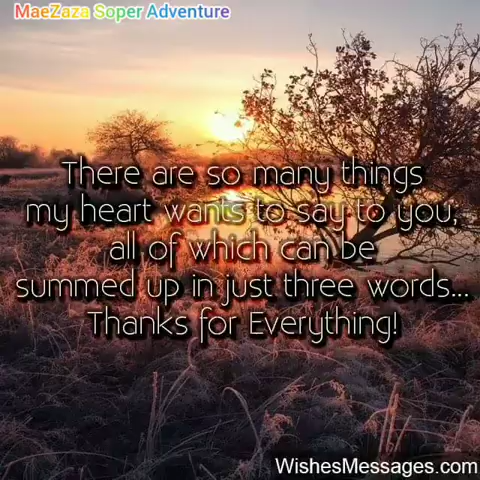 MaeZaza Soper Adventure
There are so many things
my heart wants to say to you,
all of which can be
summed up in just three words...
Thanks for Everything!
WishesMessages.com